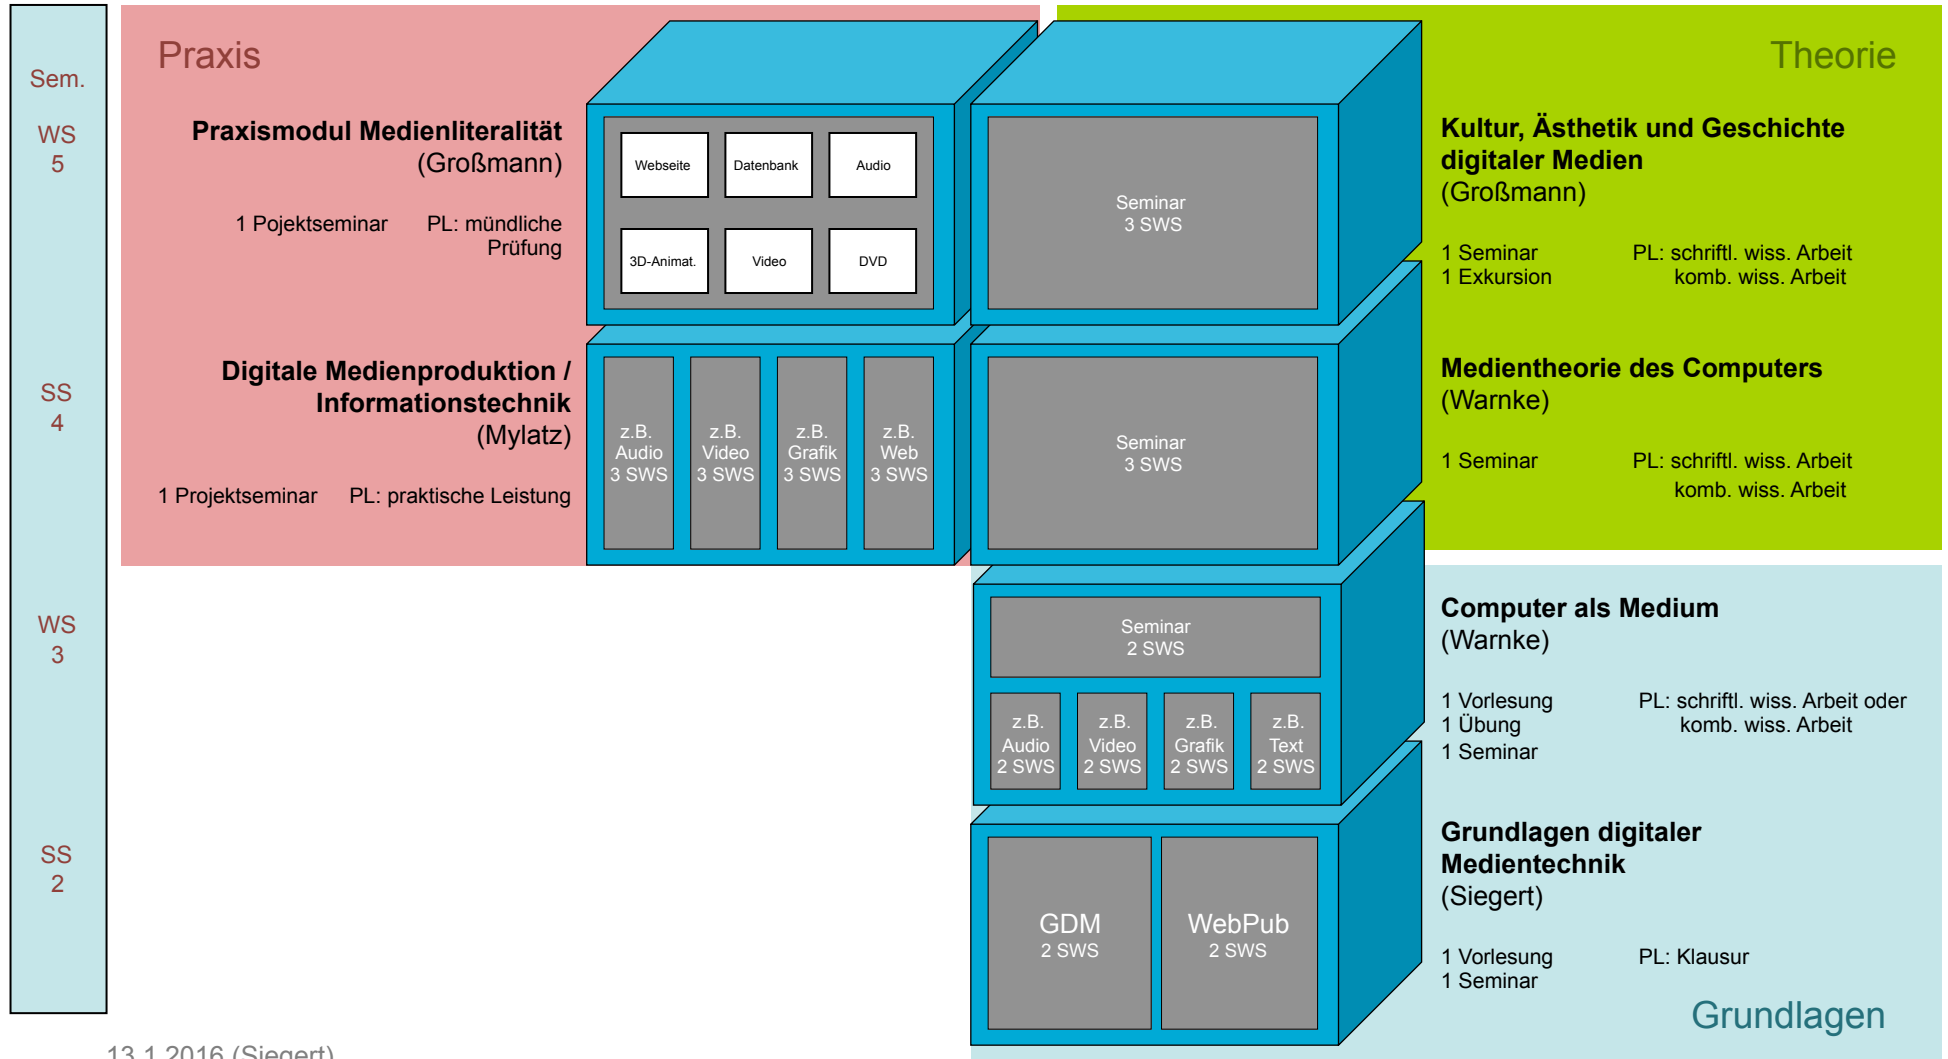 Sem.
WS
5
SS
4
WS
3
SS
2
Praxis
Praxismodul Medienliteralität
(Großmann)
1 Pojektseminar PL: mündliche
Prüfung
Webseite Datenbank Audio
3D-Animat. Video DVD
Seminar
3 SWS
Theorie
Kultur, Ästhetik und Geschichte
digitaler Medien
(Großmann)
1 Seminar PL: schriftl. wiss. Arbeit
1 Exkursion komb. wiss. Arbeit
Digitale Medienproduktion /
Informationstechnik
(Mylatz)
1 Projektseminar PL: praktische Leistung
z.B. z.B. z.B. z.B.
Audio Video Grafik Web
3 SWS 3 SWS 3 SWS 3 SWS
Seminar
3 SWS
Medientheorie des Computers
(Warnke)
1 Seminar PL: schriftl. wiss. Arbeit
komb. wiss. Arbeit
Seminar
2 SWS
z.B. z.B. z.B. z.B.
Audio Video Grafik Text
2 SWS 2 SWS 2 SWS 2 SWS
Computer als Medium
(Warnke)
1 Vorlesung PL: schriftl. wiss. Arbeit oder
1 Übung komb. wiss. Arbeit
1 Seminar
GDM WebPub
2 SWS 2 SWS
Grundlagen digitaler
Medientechnik
(Siegert)
1 Vorlesung PL: Klausur
1 Seminar
Grundlagen
13.1.2016 (Siegert)